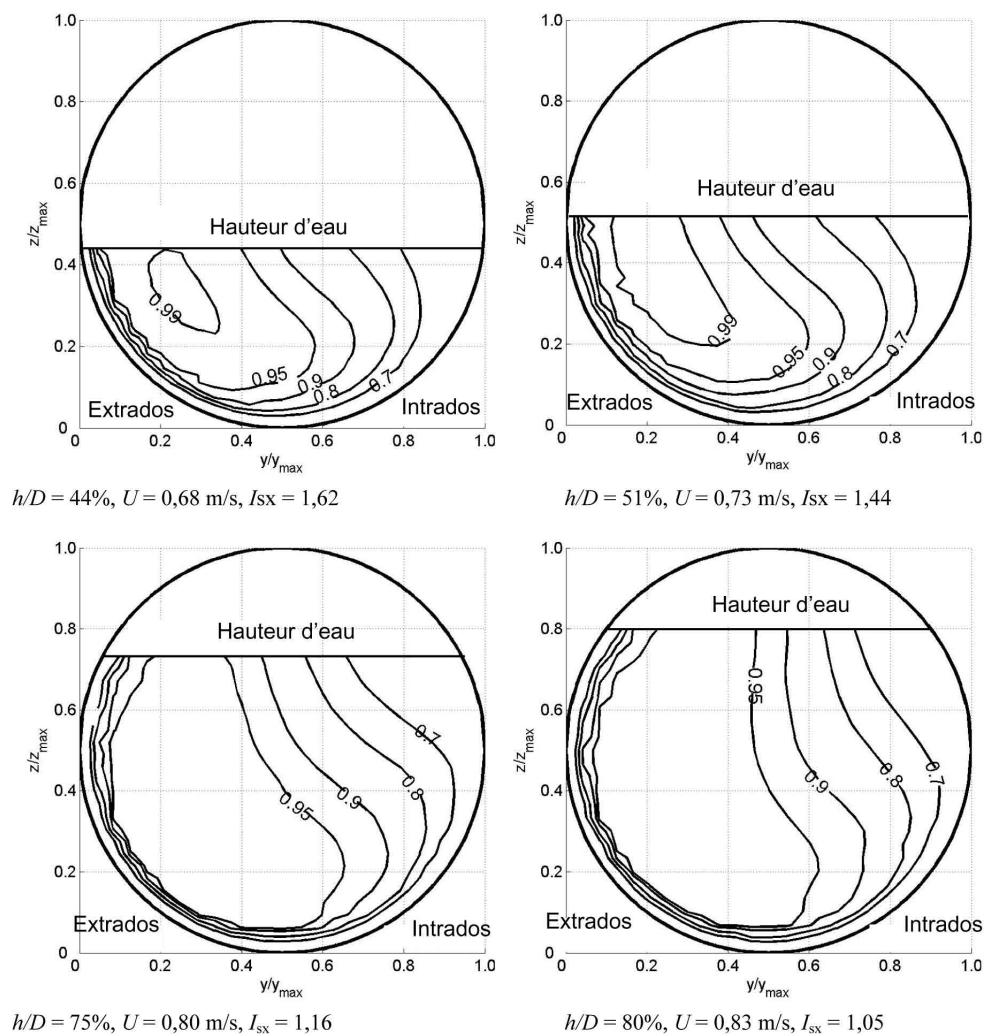 1.0
0.8
0.6
0.4
0.2
0
z/z_max
Hauteur d'eau
0.99
0.95
0.9
0.8
0.7
Extrados
Intrados
0 0.2 0.4 0.6 0.8 1.0
y/y_max
h/D = 44%, U = 0,68 m/s, Isx = 1,62
1.0
0.8
0.6
0.4
0.2
0
z/z_max
Hauteur d'eau
0.99
0.95
0.9
0.8
0.7
Extrados
Intrados
0 0.2 0.4 0.6 0.8 1.0
y/y_max
h/D = 51%, U = 0,73 m/s, Isx = 1,44
1.0
0.8
0.6
0.4
0.2
0
z/z_max
Hauteur d'eau
0.7
0.8
0.9
0.95
Extrados
Intrados
0 0.2 0.4 0.6 0.8 1.0
y/y_max
h/D = 75%, U = 0,80 m/s, I_sx = 1,16
1.0
0.8
0.6
0.4
0.2
0
z/z_max
Hauteur d'eau
0.95
0.9
0.8
0.7
Extrados
Intrados
0 0.2 0.4 0.6 0.8 1.0
y/y_max
h/D = 80%, U = 0,83 m/s, I_sx = 1,05